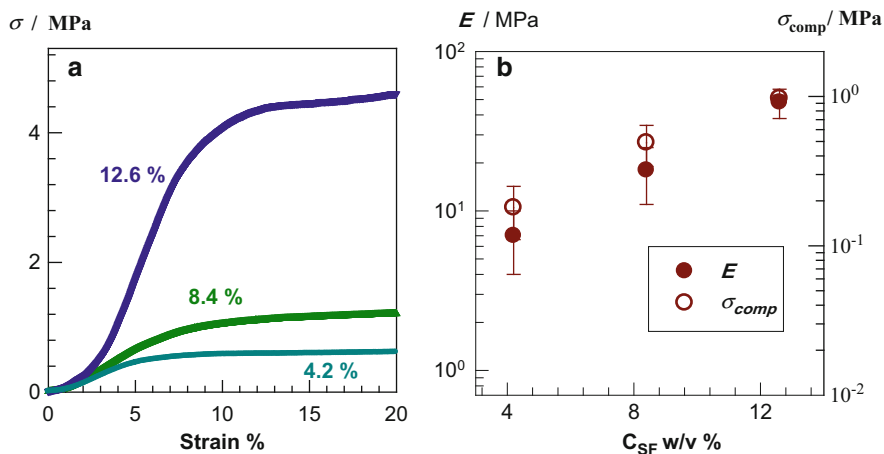 σ / MPa
a
4
2
0
12.6 %
8.4 %
4.2 %
0 5 10 15 20
Strain %
E / MPa
σcomp/ MPa
b
10²
10¹
10⁰
10⁰
10⁻¹
10⁻²
E
σcomp
4 8 12
CSF w/v %